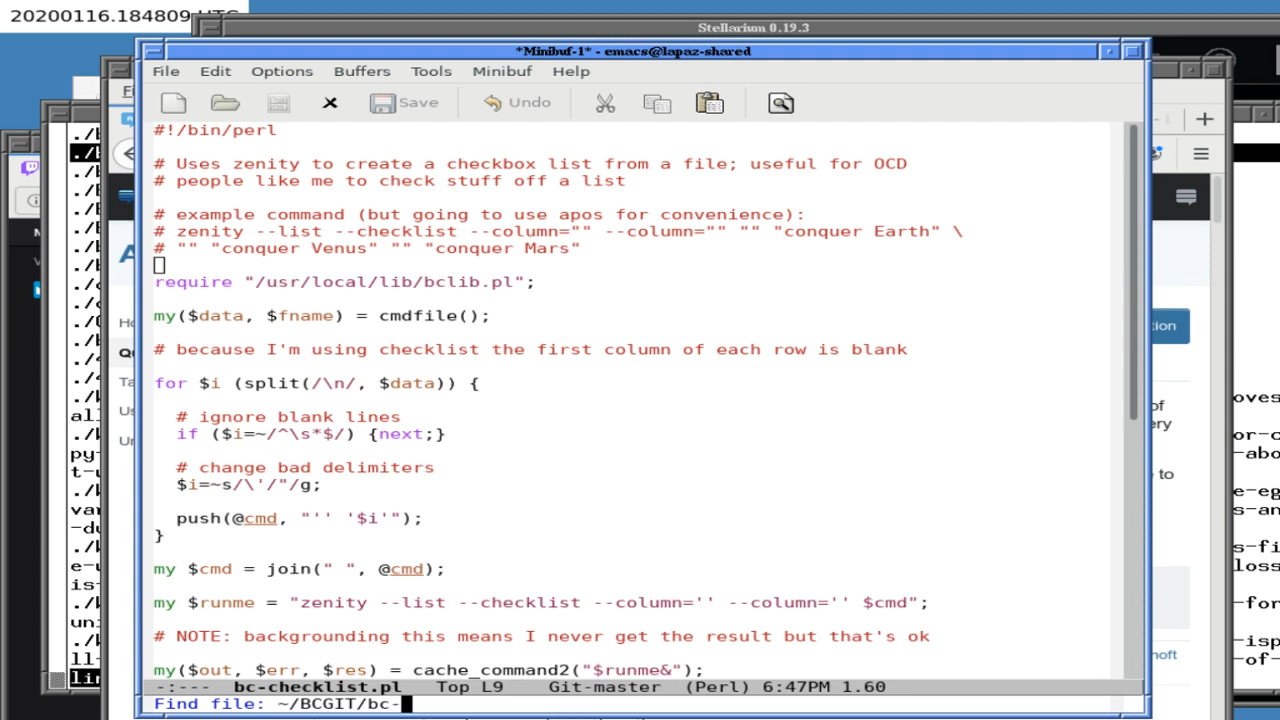 20200116.184809
Stellarium 0.19.3
*Minibuf-1* - emacs@lapaz-shared
File Edit Options Buffers Tools Minibuf Help
Save Undo
#!/bin/perl
# Uses zenity to create a checkbox list from a file; useful for OCD
# people like me to check stuff off a list
# example command (but going to use apos for convenience):
# zenity --list --checklist --column="" --column="" "" "conquer Earth" \
# "" "conquer Venus" "" "conquer Mars"
require "/usr/local/lib/bclib.pl";
my($data, $fname) = cmdfile();
# because I'm using checklist the first column of each row is blank
for $i (split(/\n/, $data)) {
# ignore blank lines
if ($i=~/^\s*$/) {next;}
# change bad delimiters
$i=~s/\'/"/g;
push(@cmd, "'' '$i'");
}
my $cmd = join(" ", @cmd);
my $runme = "zenity --list --checklist --column='' --column='' $cmd";
# NOTE: backgrounding this means I never get the result but that's ok
my($out, $err, $res) = cache_command2("$runme&");
-:--- bc-checklist.pl Top L9 Git-master (Perl) 6:47PM 1.60
Find file: ~/BCGIT/bc-